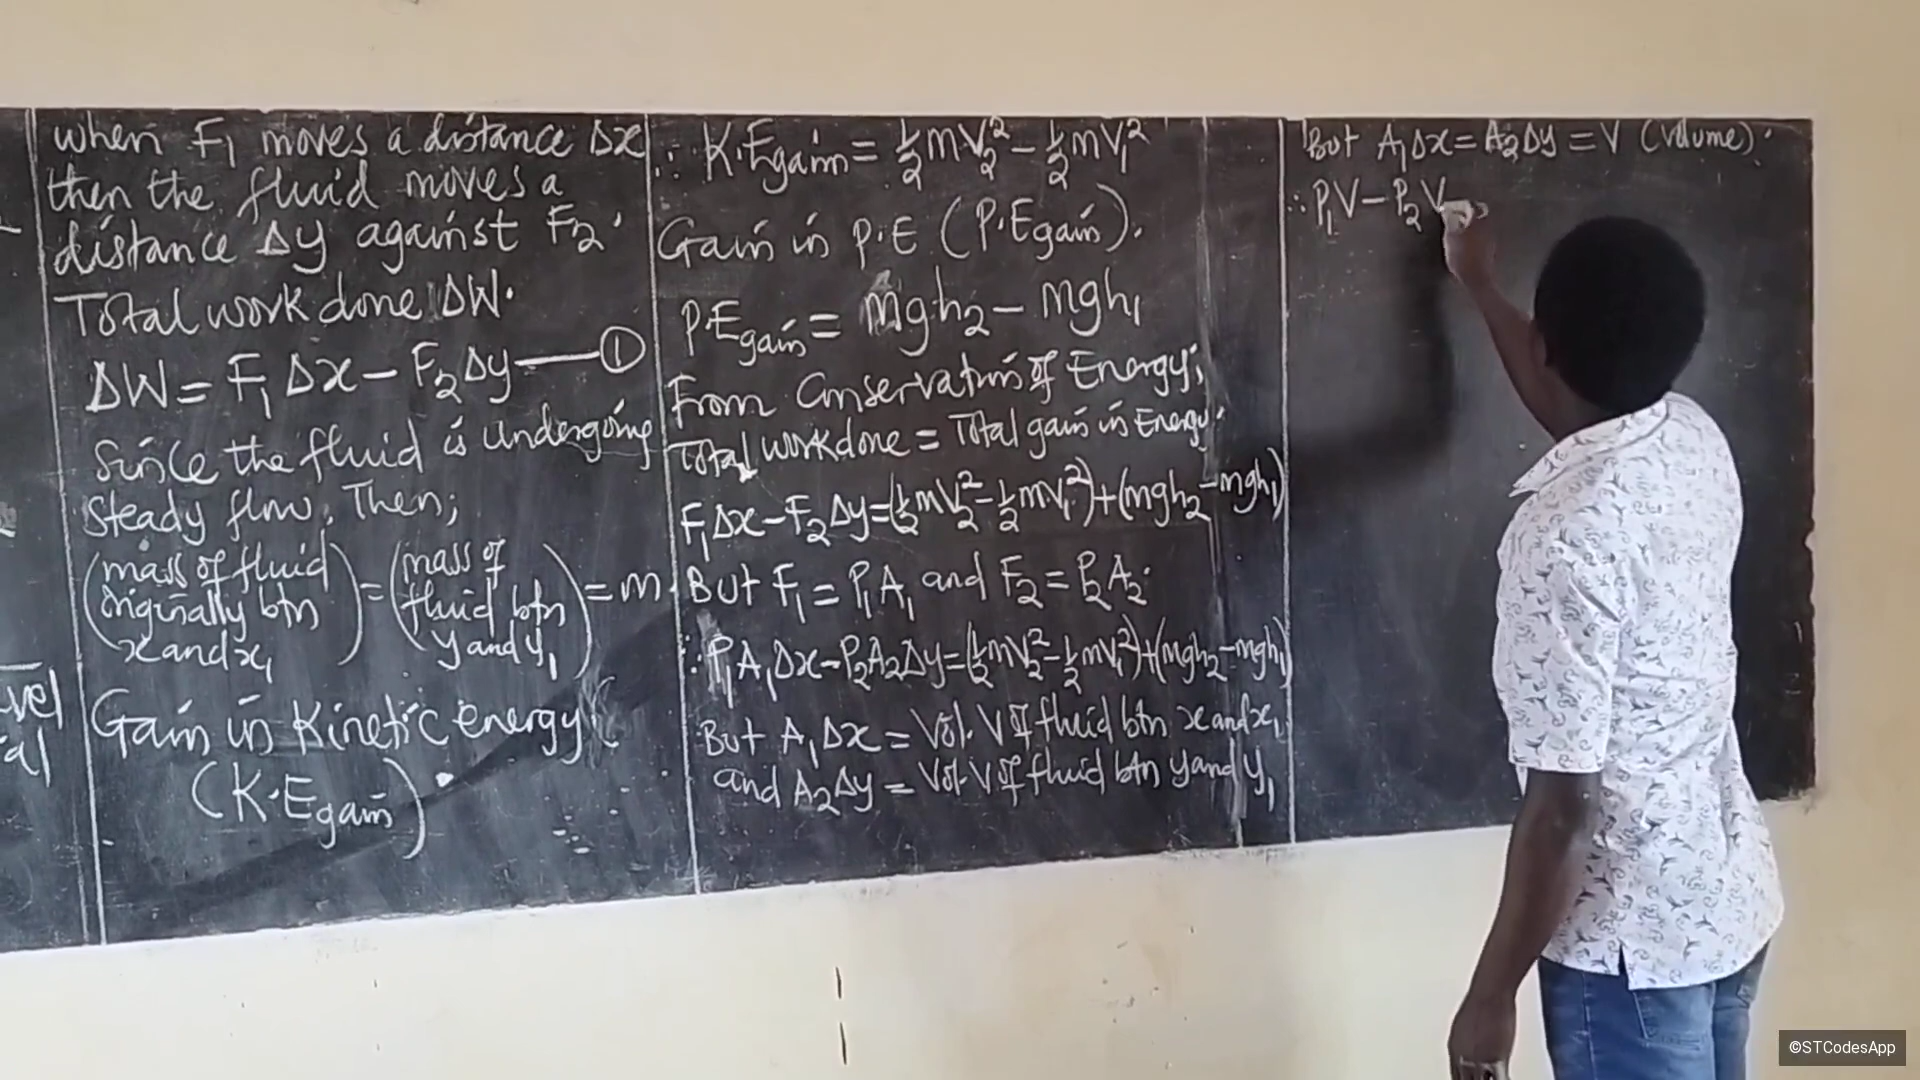 vel
al
when F₁ moves a distance Δx
then the fluid moves a
distance Δy against F₂.
Total work done ΔW.
ΔW = F₁Δx − F₂Δy —— ①
Since the fluid is undergoing
steady flow, Then;
(mass of fluid originally btn x and x₁) = (mass of fluid btn y and y₁) = m.
Gain in Kinetic energy
(K.Egain).
∴ K.Egain = ½mV₂² − ½mV₁²
Gain in P.E (P.Egain).
P.Egain = mgh₂ − mgh₁
From Conservation of Energy;
Total workdone = Total gain in Energy.
F₁Δx − F₂Δy = (½mV₂² − ½mV₁²) + (mgh₂ − mgh₁)
But F₁ = P₁A₁ and F₂ = P₂A₂.
∴ P₁A₁Δx − P₂A₂Δy = (½mV₂² − ½mV₁²) + (mgh₂ − mgh₁)
But A₁Δx = Vol. V of fluid btn x and x₁
and A₂Δy = Vol. V of fluid btn y and y₁
But A₁Δx = A₂Δy = V (Volume).
∴ P₁V − P₂V
©STCodesApp